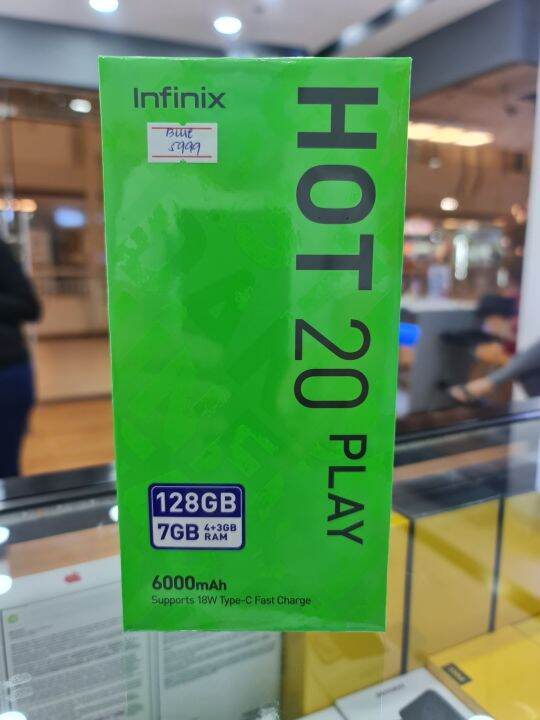 Infinix
BLUE
5999
HOT 20 PLAY
128GB
7GB 4+3GB RAM
6000mAh
Supports 18W Type-C Fast Charge